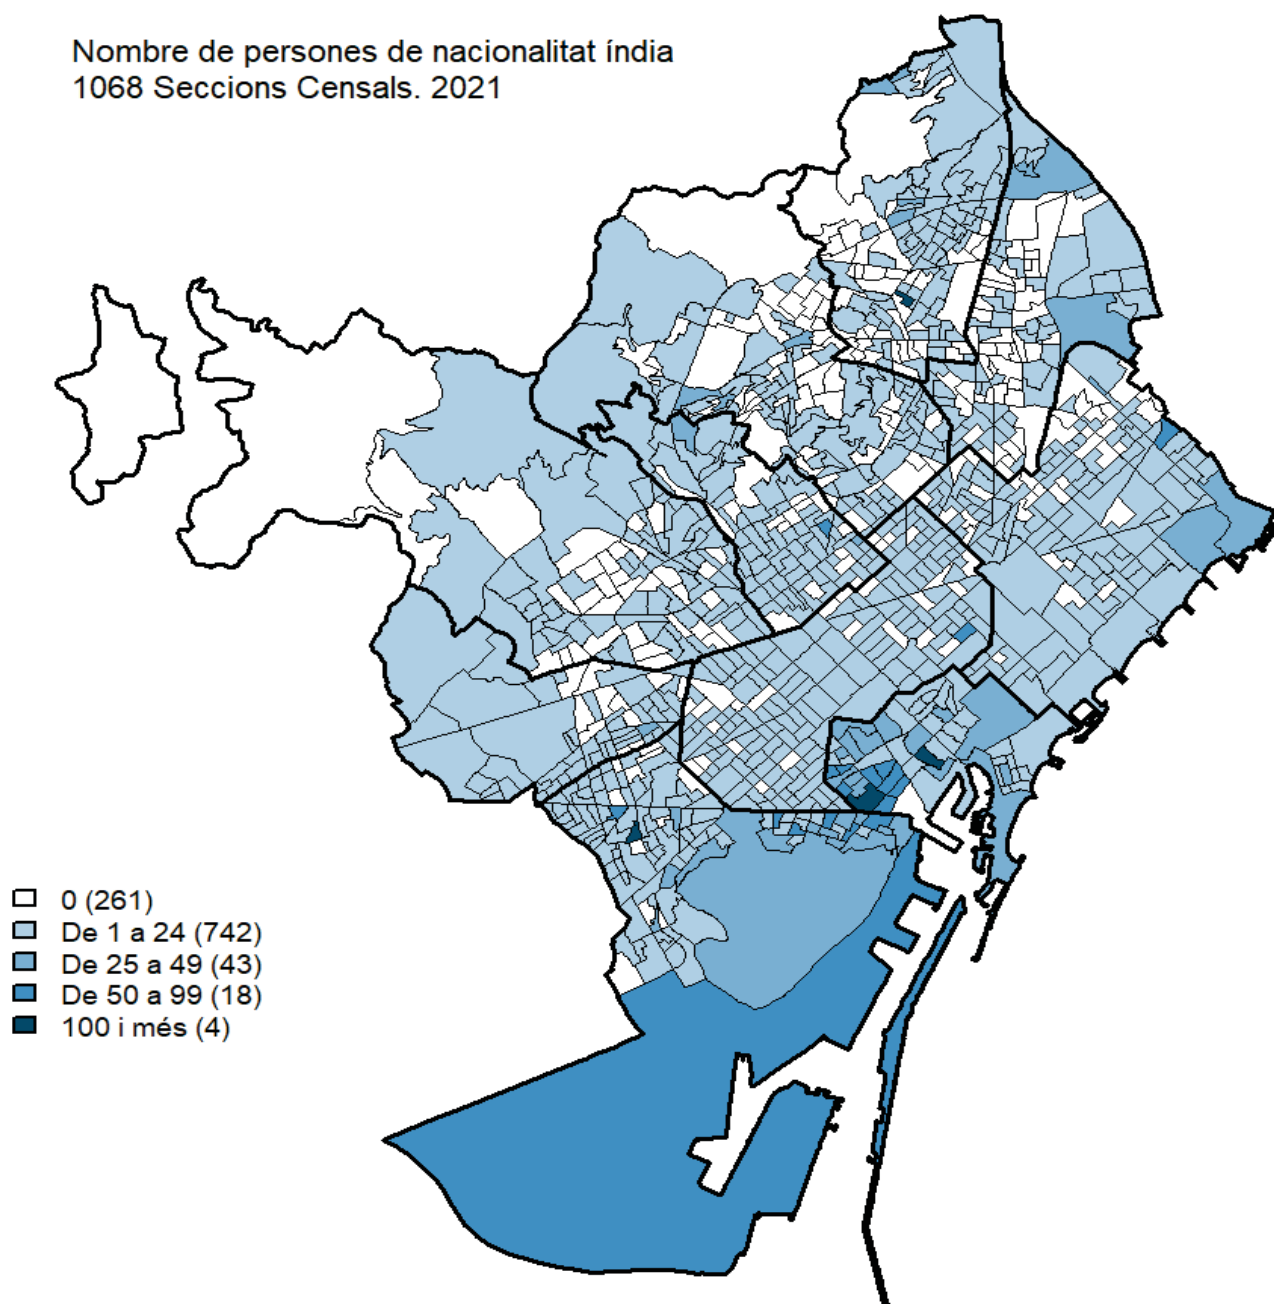 Nombre de persones de nacionalitat índia
1068 Seccions Censals. 2021
0 (261)
De 1 a 24 (742)
De 25 a 49 (43)
De 50 a 99 (18)
100 i més (4)